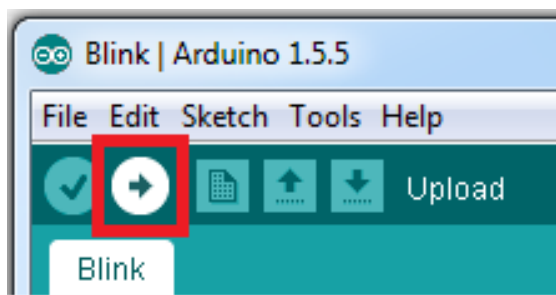 Blink | Arduino 1.5.5
File Edit Sketch Tools Help
Upload
Blink